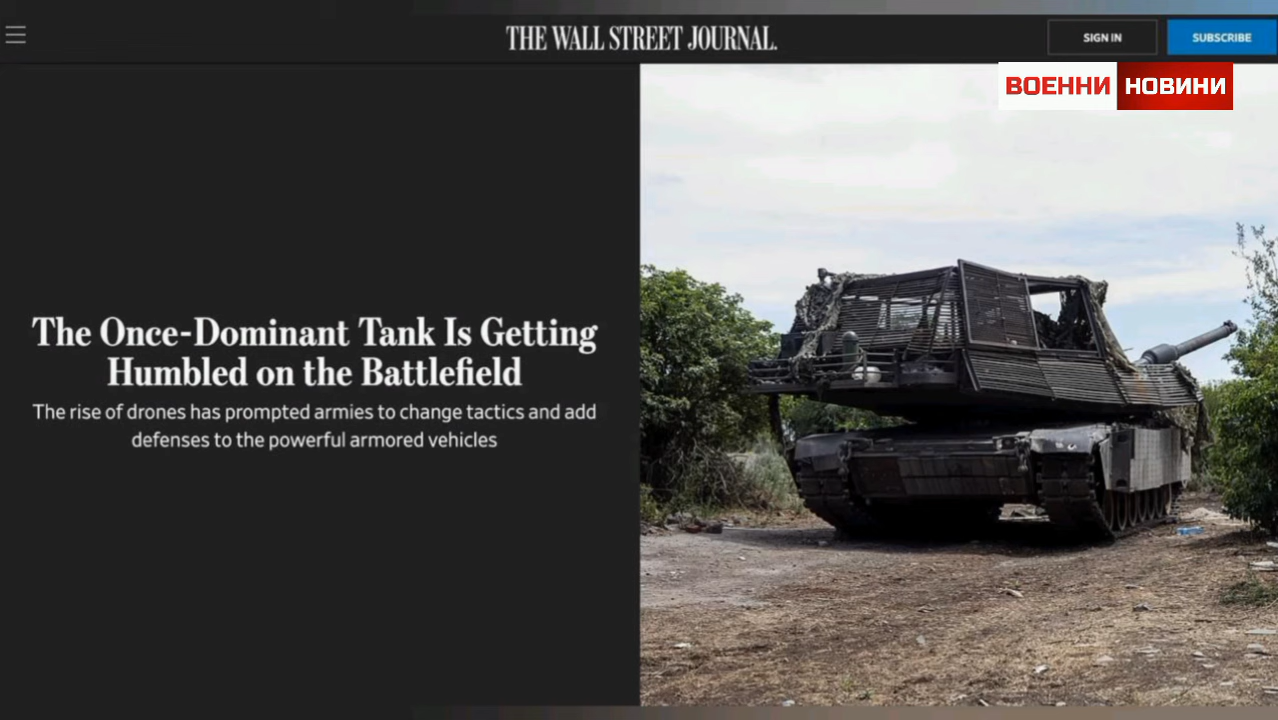 THE WALL STREET JOURNAL.
SIGN IN
SUBSCRIBE
ВОЕННИ НОВИНИ
The Once-Dominant Tank Is Getting
Humbled on the Battlefield
The rise of drones has prompted armies to change tactics and add
defenses to the powerful armored vehicles